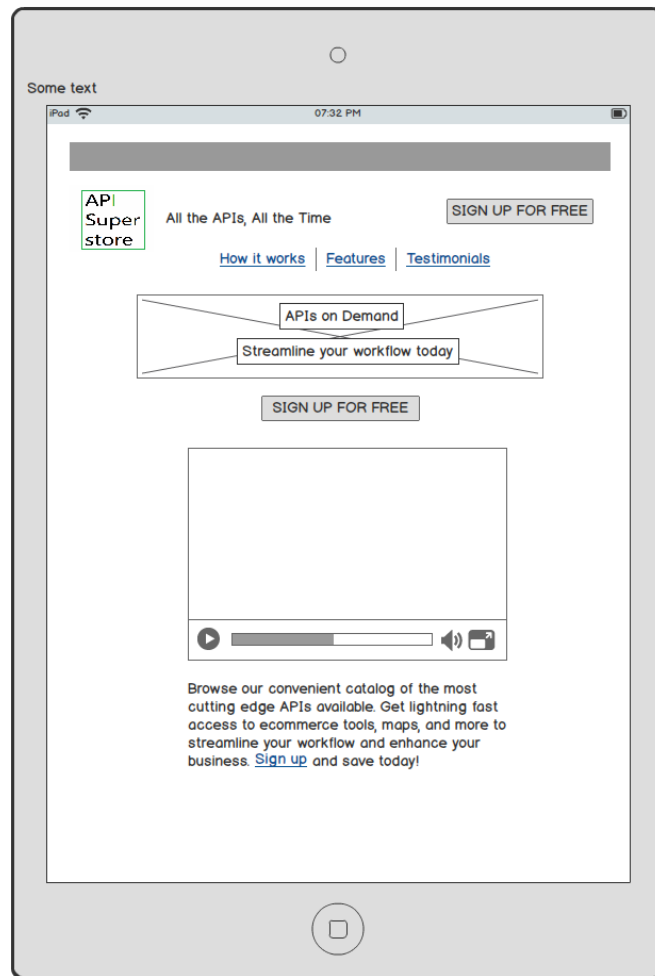 Some text
iPad
07:32 PM
API
Super
store
All the APIs, All the Time
SIGN UP FOR FREE
How it works
Features
Testimonials
APIs on Demand
Streamline your workflow today
SIGN UP FOR FREE
Browse our convenient catalog of the most
cutting edge APIs available. Get lightning fast
access to ecommerce tools, maps, and more to
streamline your workflow and enhance your
business. Sign up and save today!